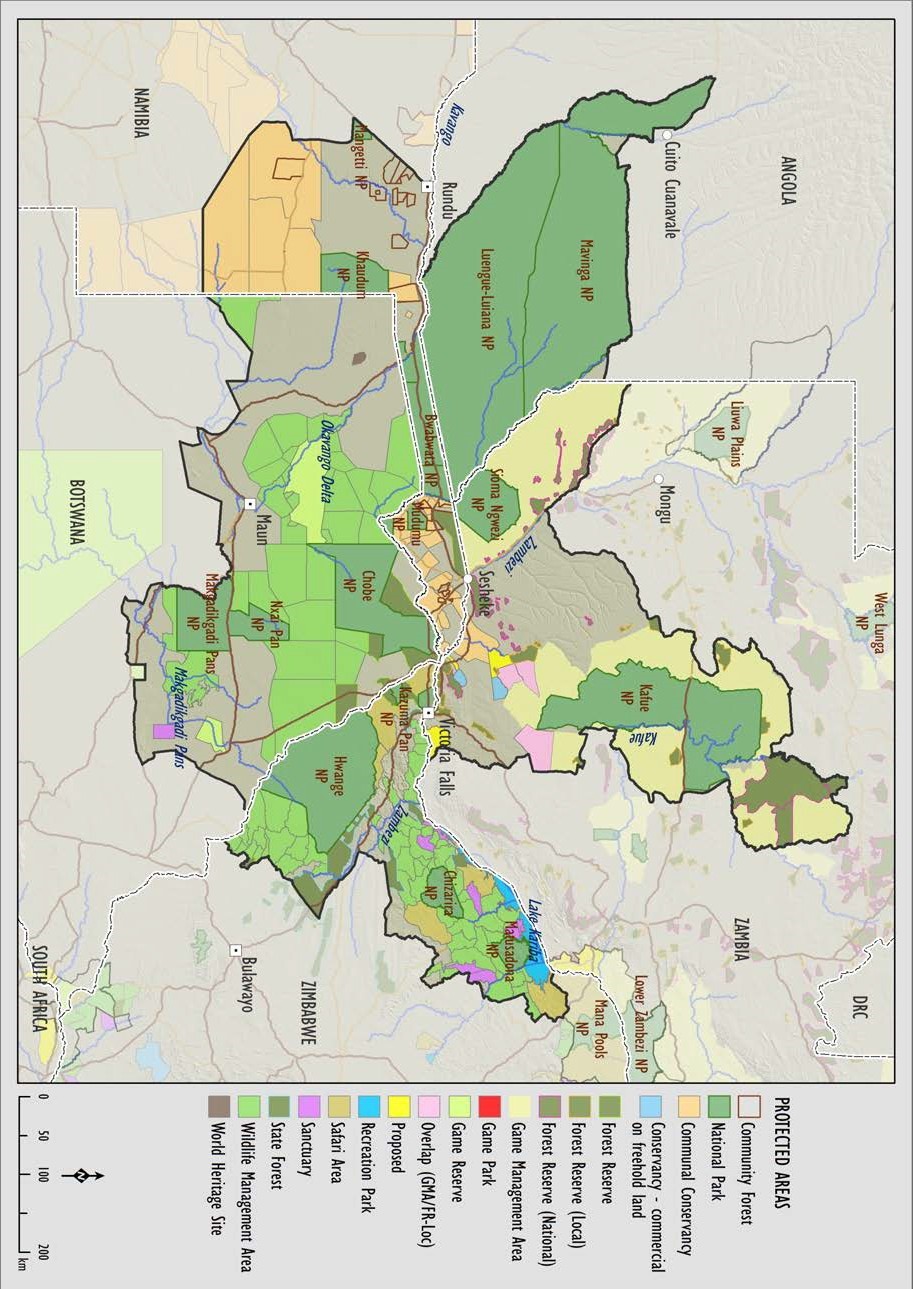 ANGOLA
Cuito Cuanavale
Mavinga NP
Luengue-Luiana NP
Kavango
Rundu
Mangetti NP
Khaudum
NP
NAMIBIA
Liuwa Plains
NP
Mongu
West Lunga
NP
Bwabwata NP
Sioma Ngwezi
NP
Zambezi
Sesheke
Mudumu
NP
Okavango Delta
Maun
Chobe
NP
Nxai Pan
NP
Makgadikgadi Pans
NP
Makgadikgadi Pans
BOTSWANA
Kafue
NP
Kafue
Victoria Falls
Kazuma Pan
NP
Hwange
NP
Zambezi
Chizarira
NP
Lake Kariba
Matusadona
NP
Lower Zambezi NP
Mana Pools
NP
ZAMBIA
DRC
ZIMBABWE
Bulawayo
SOUTH AFRICA
PROTECTED AREAS
Community Forest
National Park
Communal Conservancy
Conservancy - commercial
on freehold land
Forest Reserve
Forest Reserve (Local)
Forest Reserve (National)
Game Management Area
Game Park
Game Reserve
Overlap (GMA/FR-Loc)
Proposed
Recreation Park
Safari Area
Sanctuary
State Forest
Wildlife Management Area
World Heritage Site
N
0 50 100 200
km